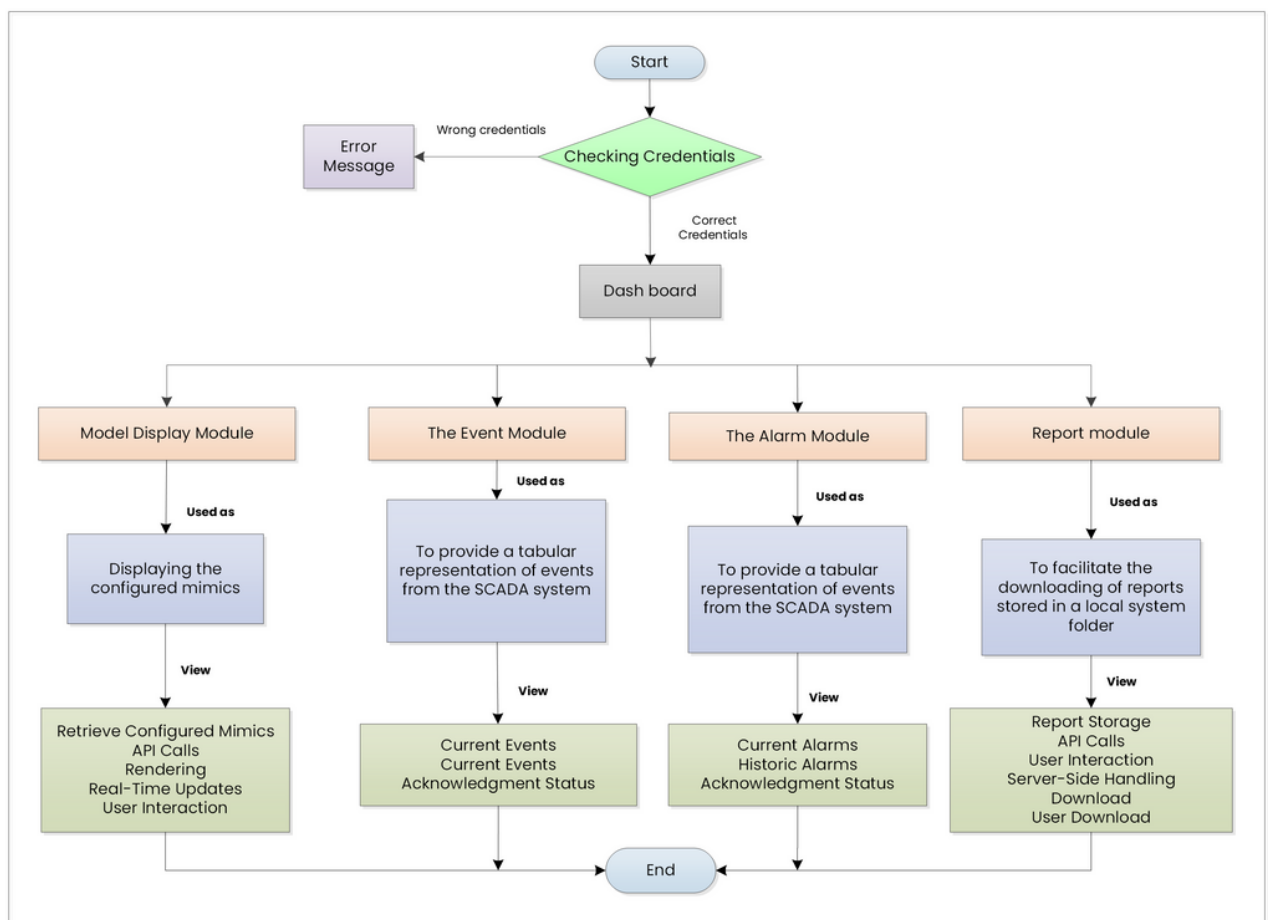 Start
Wrong credentials
Error
Message
Checking Credentials
Correct
Credentials
Dash board
Model Display Module
The Event Module
The Alarm Module
Report module
Used as
Used as
Used as
Used as
Displaying the
configured mimics
To provide a tabular
representation of events
from the SCADA system
To provide a tabular
representation of events
from the SCADA system
To facilitate the
downloading of reports
stored in a local system
folder
View
View
View
View
Retrieve Configured Mimics
API Calls
Rendering
Real-Time Updates
User Interaction
Current Events
Current Events
Acknowledgment Status
Current Alarms
Historic Alarms
Acknowledgment Status
Report Storage
API Calls
User Interaction
Server-Side Handling
Download
User Download
End